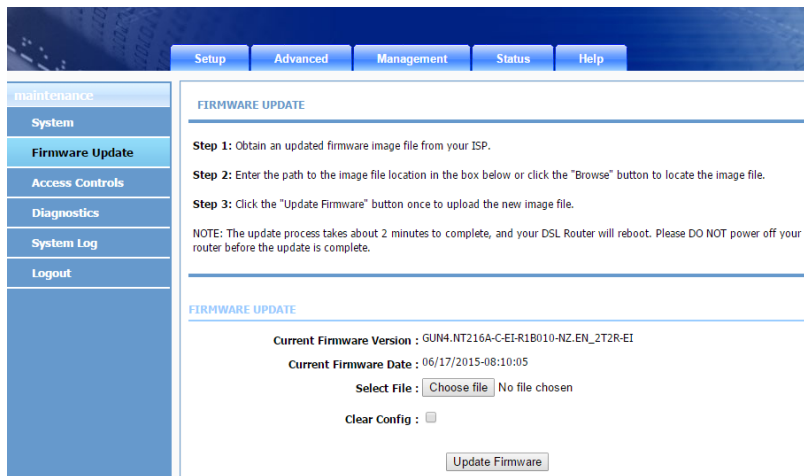 Setup
Advanced
Management
Status
Help
maintenance
System
Firmware Update
Access Controls
Diagnostics
System Log
Logout
FIRMWARE UPDATE
Step 1: Obtain an updated firmware image file from your ISP.
Step 2: Enter the path to the image file location in the box below or click the "Browse" button to locate the image file.
Step 3: Click the "Update Firmware" button once to upload the new image file.
NOTE: The update process takes about 2 minutes to complete, and your DSL Router will reboot. Please DO NOT power off your
router before the update is complete.
FIRMWARE UPDATE
Current Firmware Version : GUN4.NT216A-C-EI-R1B010-NZ.EN_2T2R-EI
Current Firmware Date : 06/17/2015-08:10:05
Select File : Choose file No file chosen
Clear Config :
Update Firmware